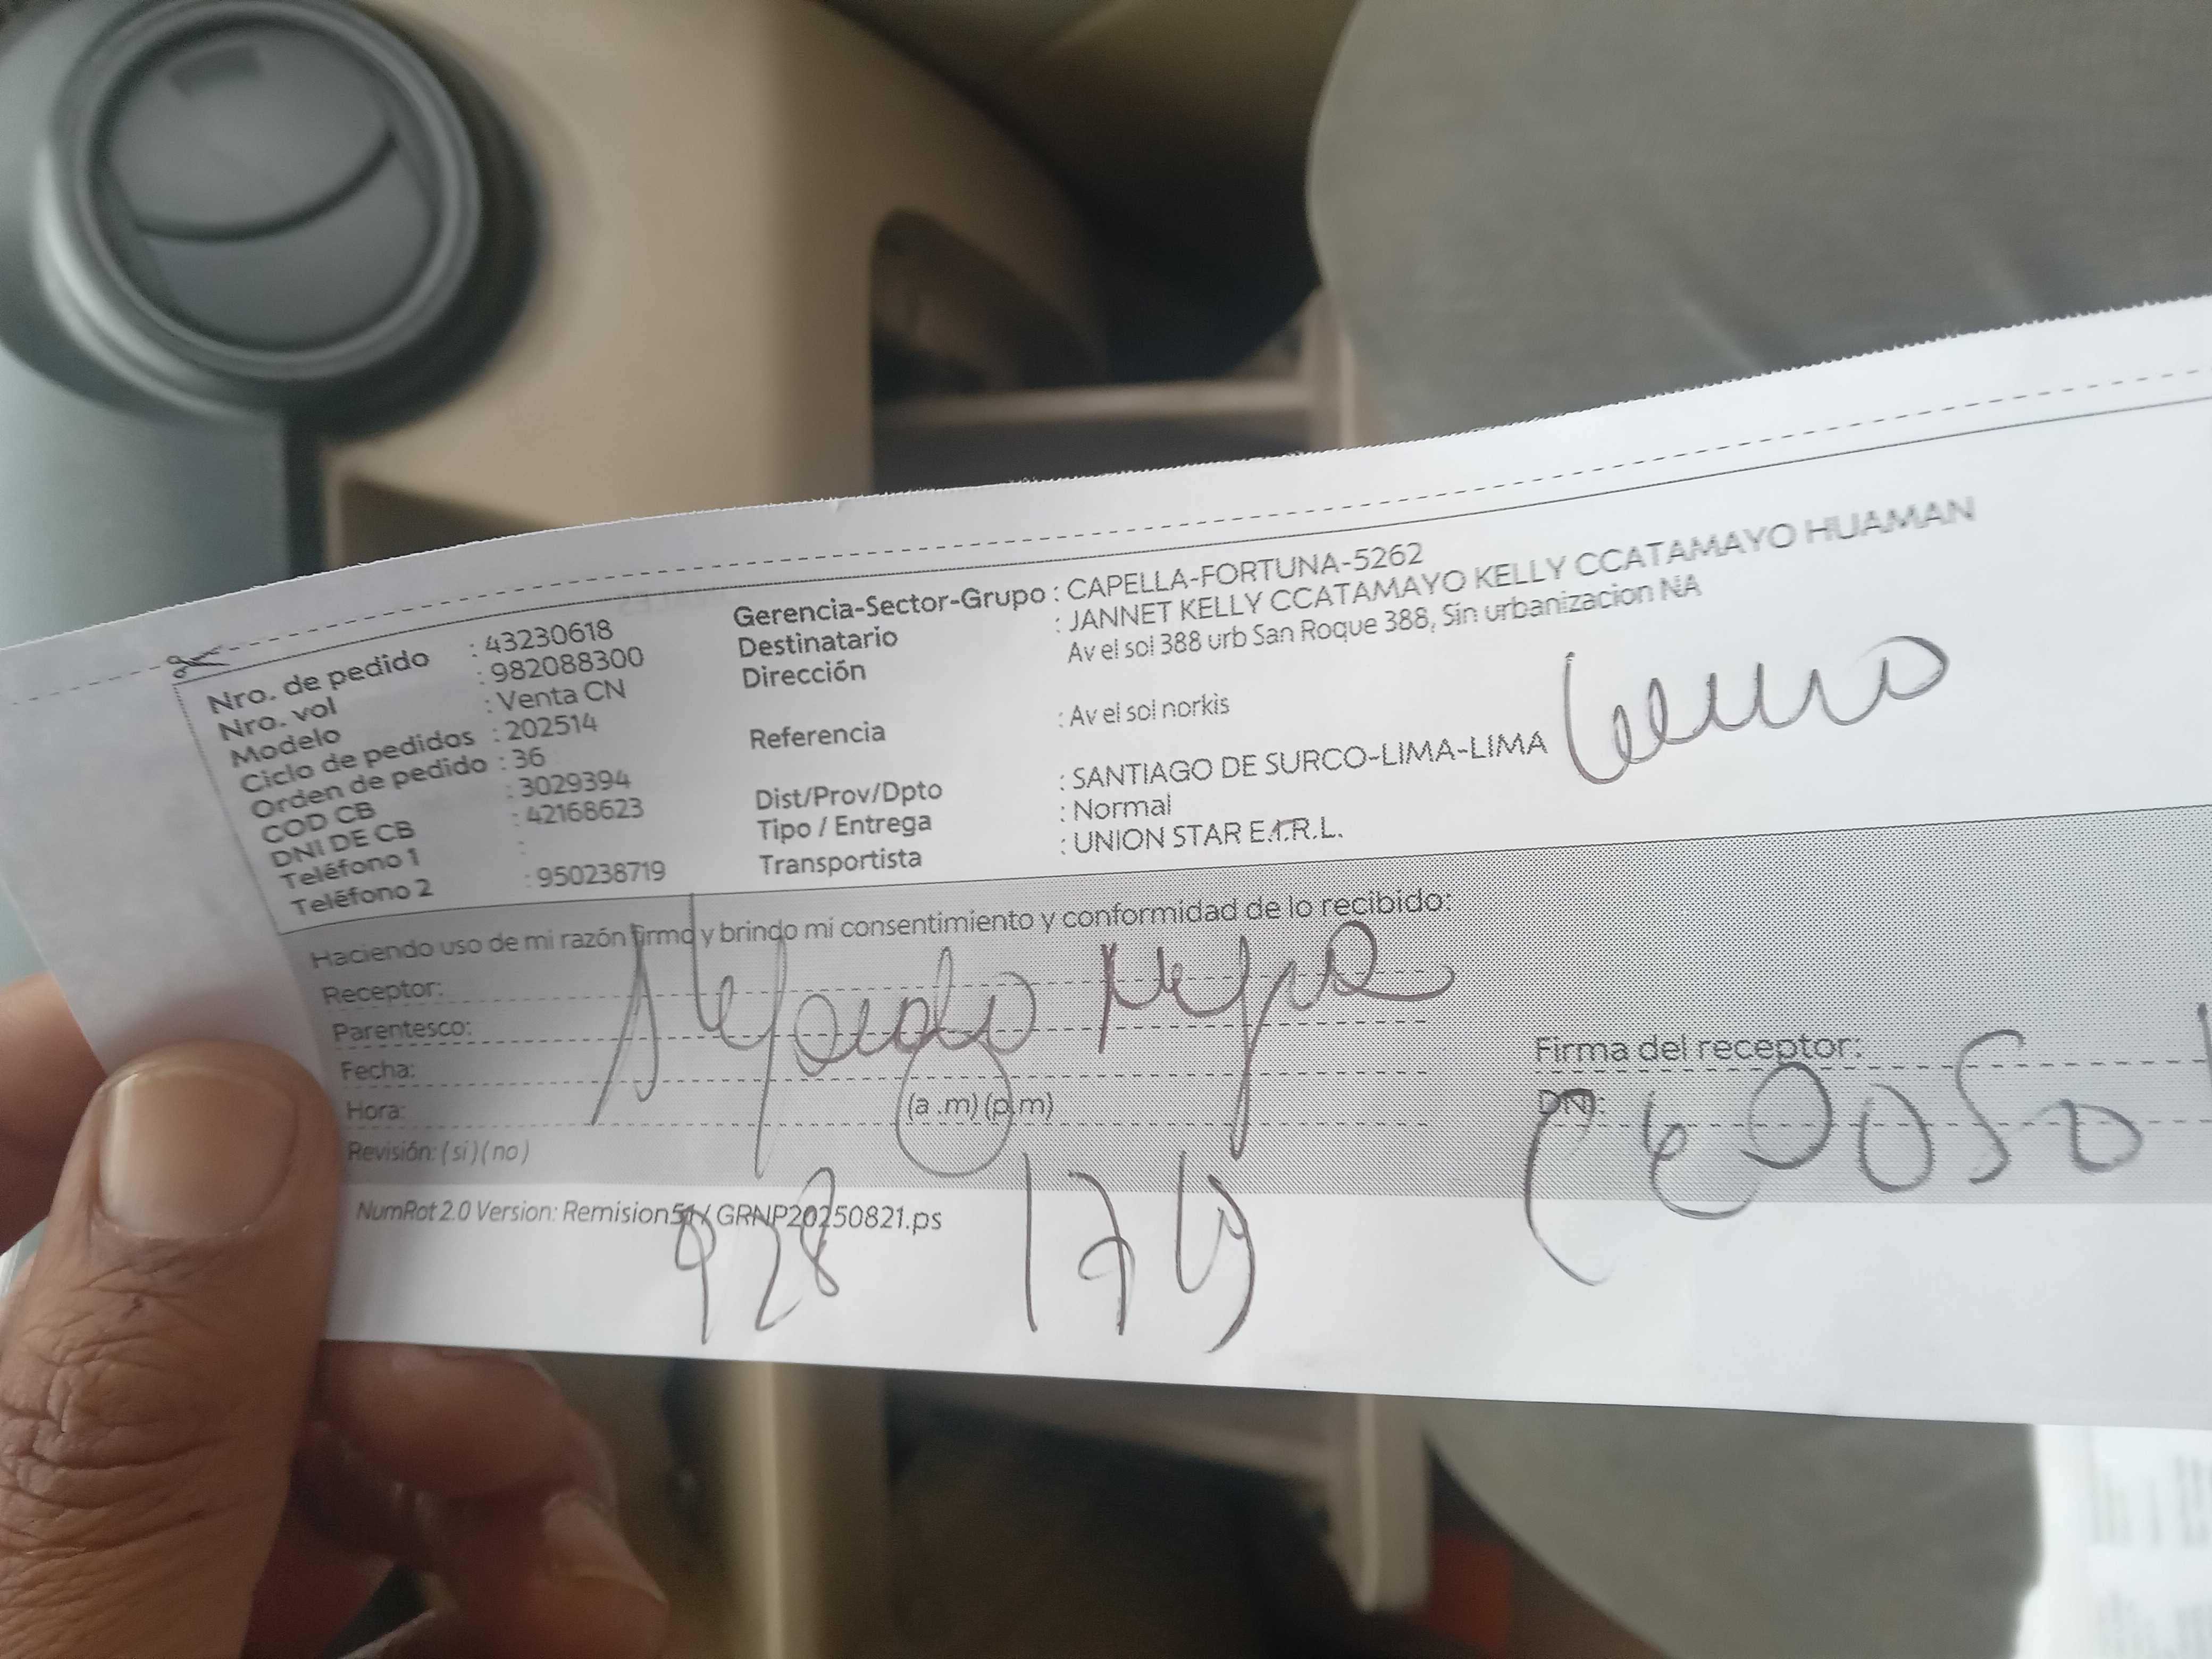 Nro. de pedido : 43230618
Nro. vol : 982088300
Modelo : Venta CN
Ciclo de pedidos : 202514
Orden de pedido : 36
COD CB : 3029394
DNI DE CB : 42168623
Teléfono 1 :
Teléfono 2 : 950238719
Gerencia-Sector-Grupo : CAPELLA-FORTUNA-5262
Destinatario : JANNET KELLY CCATAMAYO KELLY CCATAMAYO HUAMAN
Dirección Av el sol 388 urb San Roque 388, Sin urbanizacion NA
Referencia : Av el sol norkis
Dist/Prov/Dpto : SANTIAGO DE SURCO-LIMA-LIMA
Tipo / Entrega : Normal
Transportista : UNION STAR E.I.R.L.
Haciendo uso de mi razón firmo y brindo mi consentimiento y conformidad de lo recibido:
Receptor:
Parentesco:
Fecha:
Hora: (a .m) (p.m)
Revisión: ( si ) ( no )
Firma del receptor:
DNI:
NumRot 2.0 Version: Remision51 / GRNP20250821.ps
928